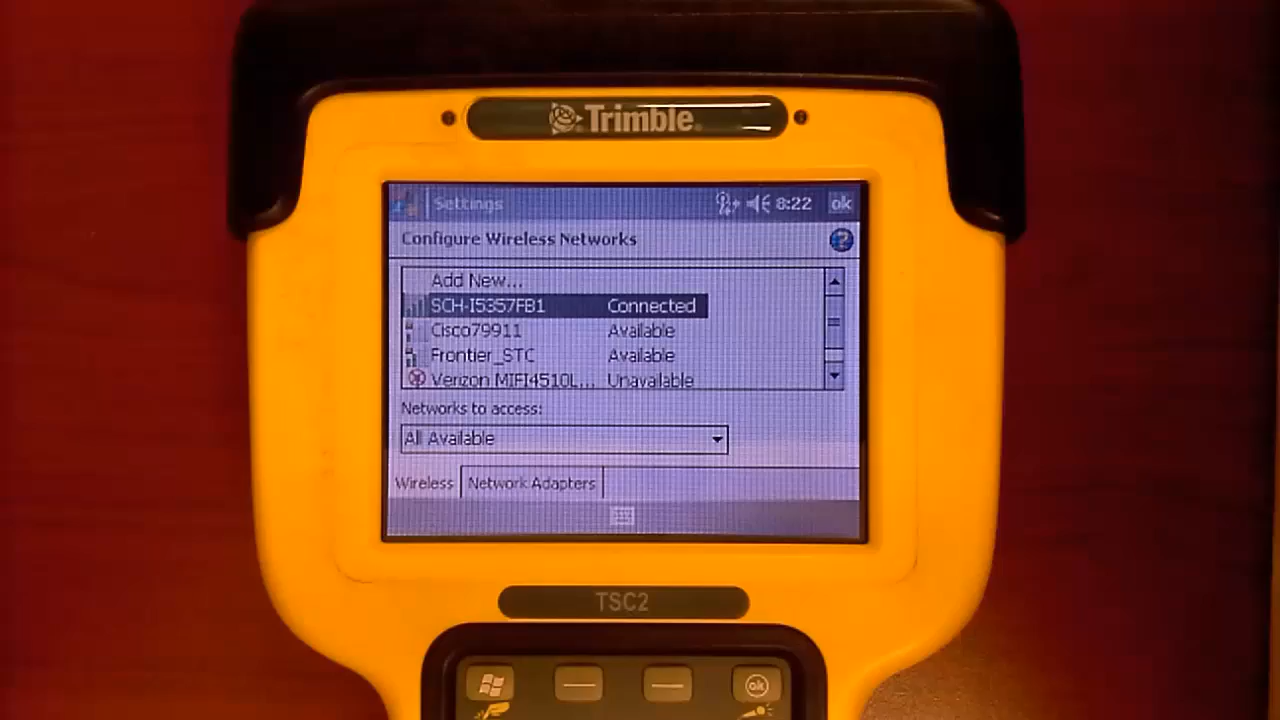 Trimble
Settings 8:22 ok
Configure Wireless Networks ?
Add New...
SCH-I5357FB1 Connected
Cisco79911 Available
Frontier_STC Available
Verizon MIFI4510L... Unavailable
Networks to access:
All Available
Wireless Network Adapters
TSC2
ok